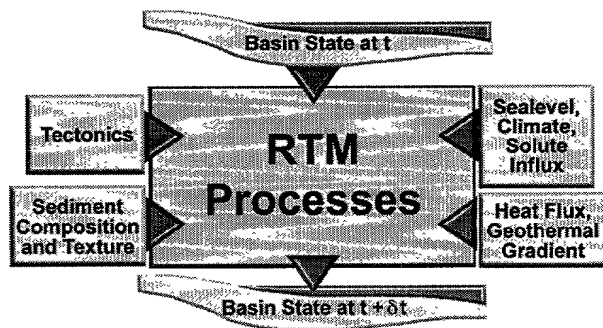 Basin State at t
Tectonics
Sealevel,
Climate,
Solute
Influx
RTM
Processes
Sediment
Composition
and Texture
Heat Flux,
Geothermal
Gradient
Basin State at t + δt